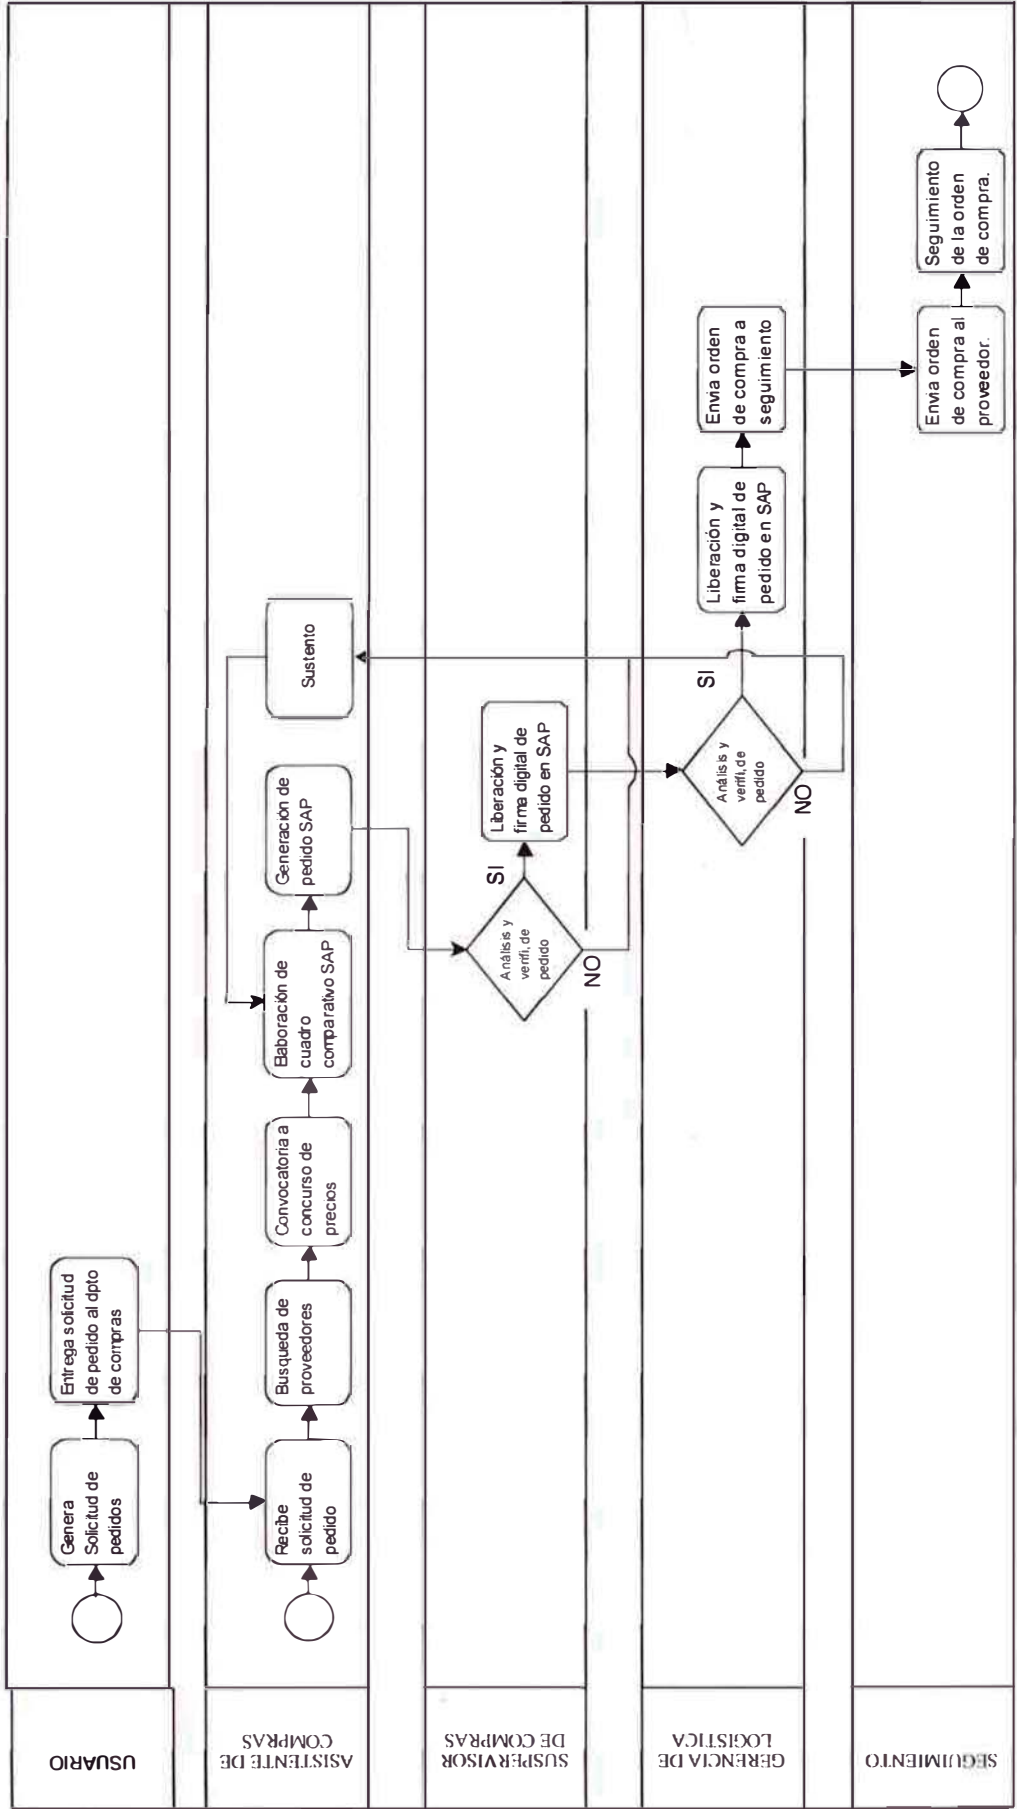 USUARIO
Genera
Solicitud de
pedidos
Entrega solicitud
de pedido al dpto
de compras
ASISTENTE DE
COMPRAS
Recibe
solicitud de
pedido
Busqueda de
proveedores
Convocatoria a
concurso de
precios
Elaboración de
cuadro
comparativo SAP
Generación de
pedido SAP
Sustento
SUSPERVISOR
DE COMPRAS
Análisis y
verifi, de
pedido
SI
NO
Liberación y
firma digital de
pedido en SAP
GERENCIA DE
LOGISTICA
Análisis y
verifi, de
pedido
SI
NO
Liberación y
firma digital de
pedido en SAP
Envia orden
de compra a
seguimiento
SEGUIMIENTO
Envia orden
de compra al
proveedor.
Seguimiento
de la orden
de compra.